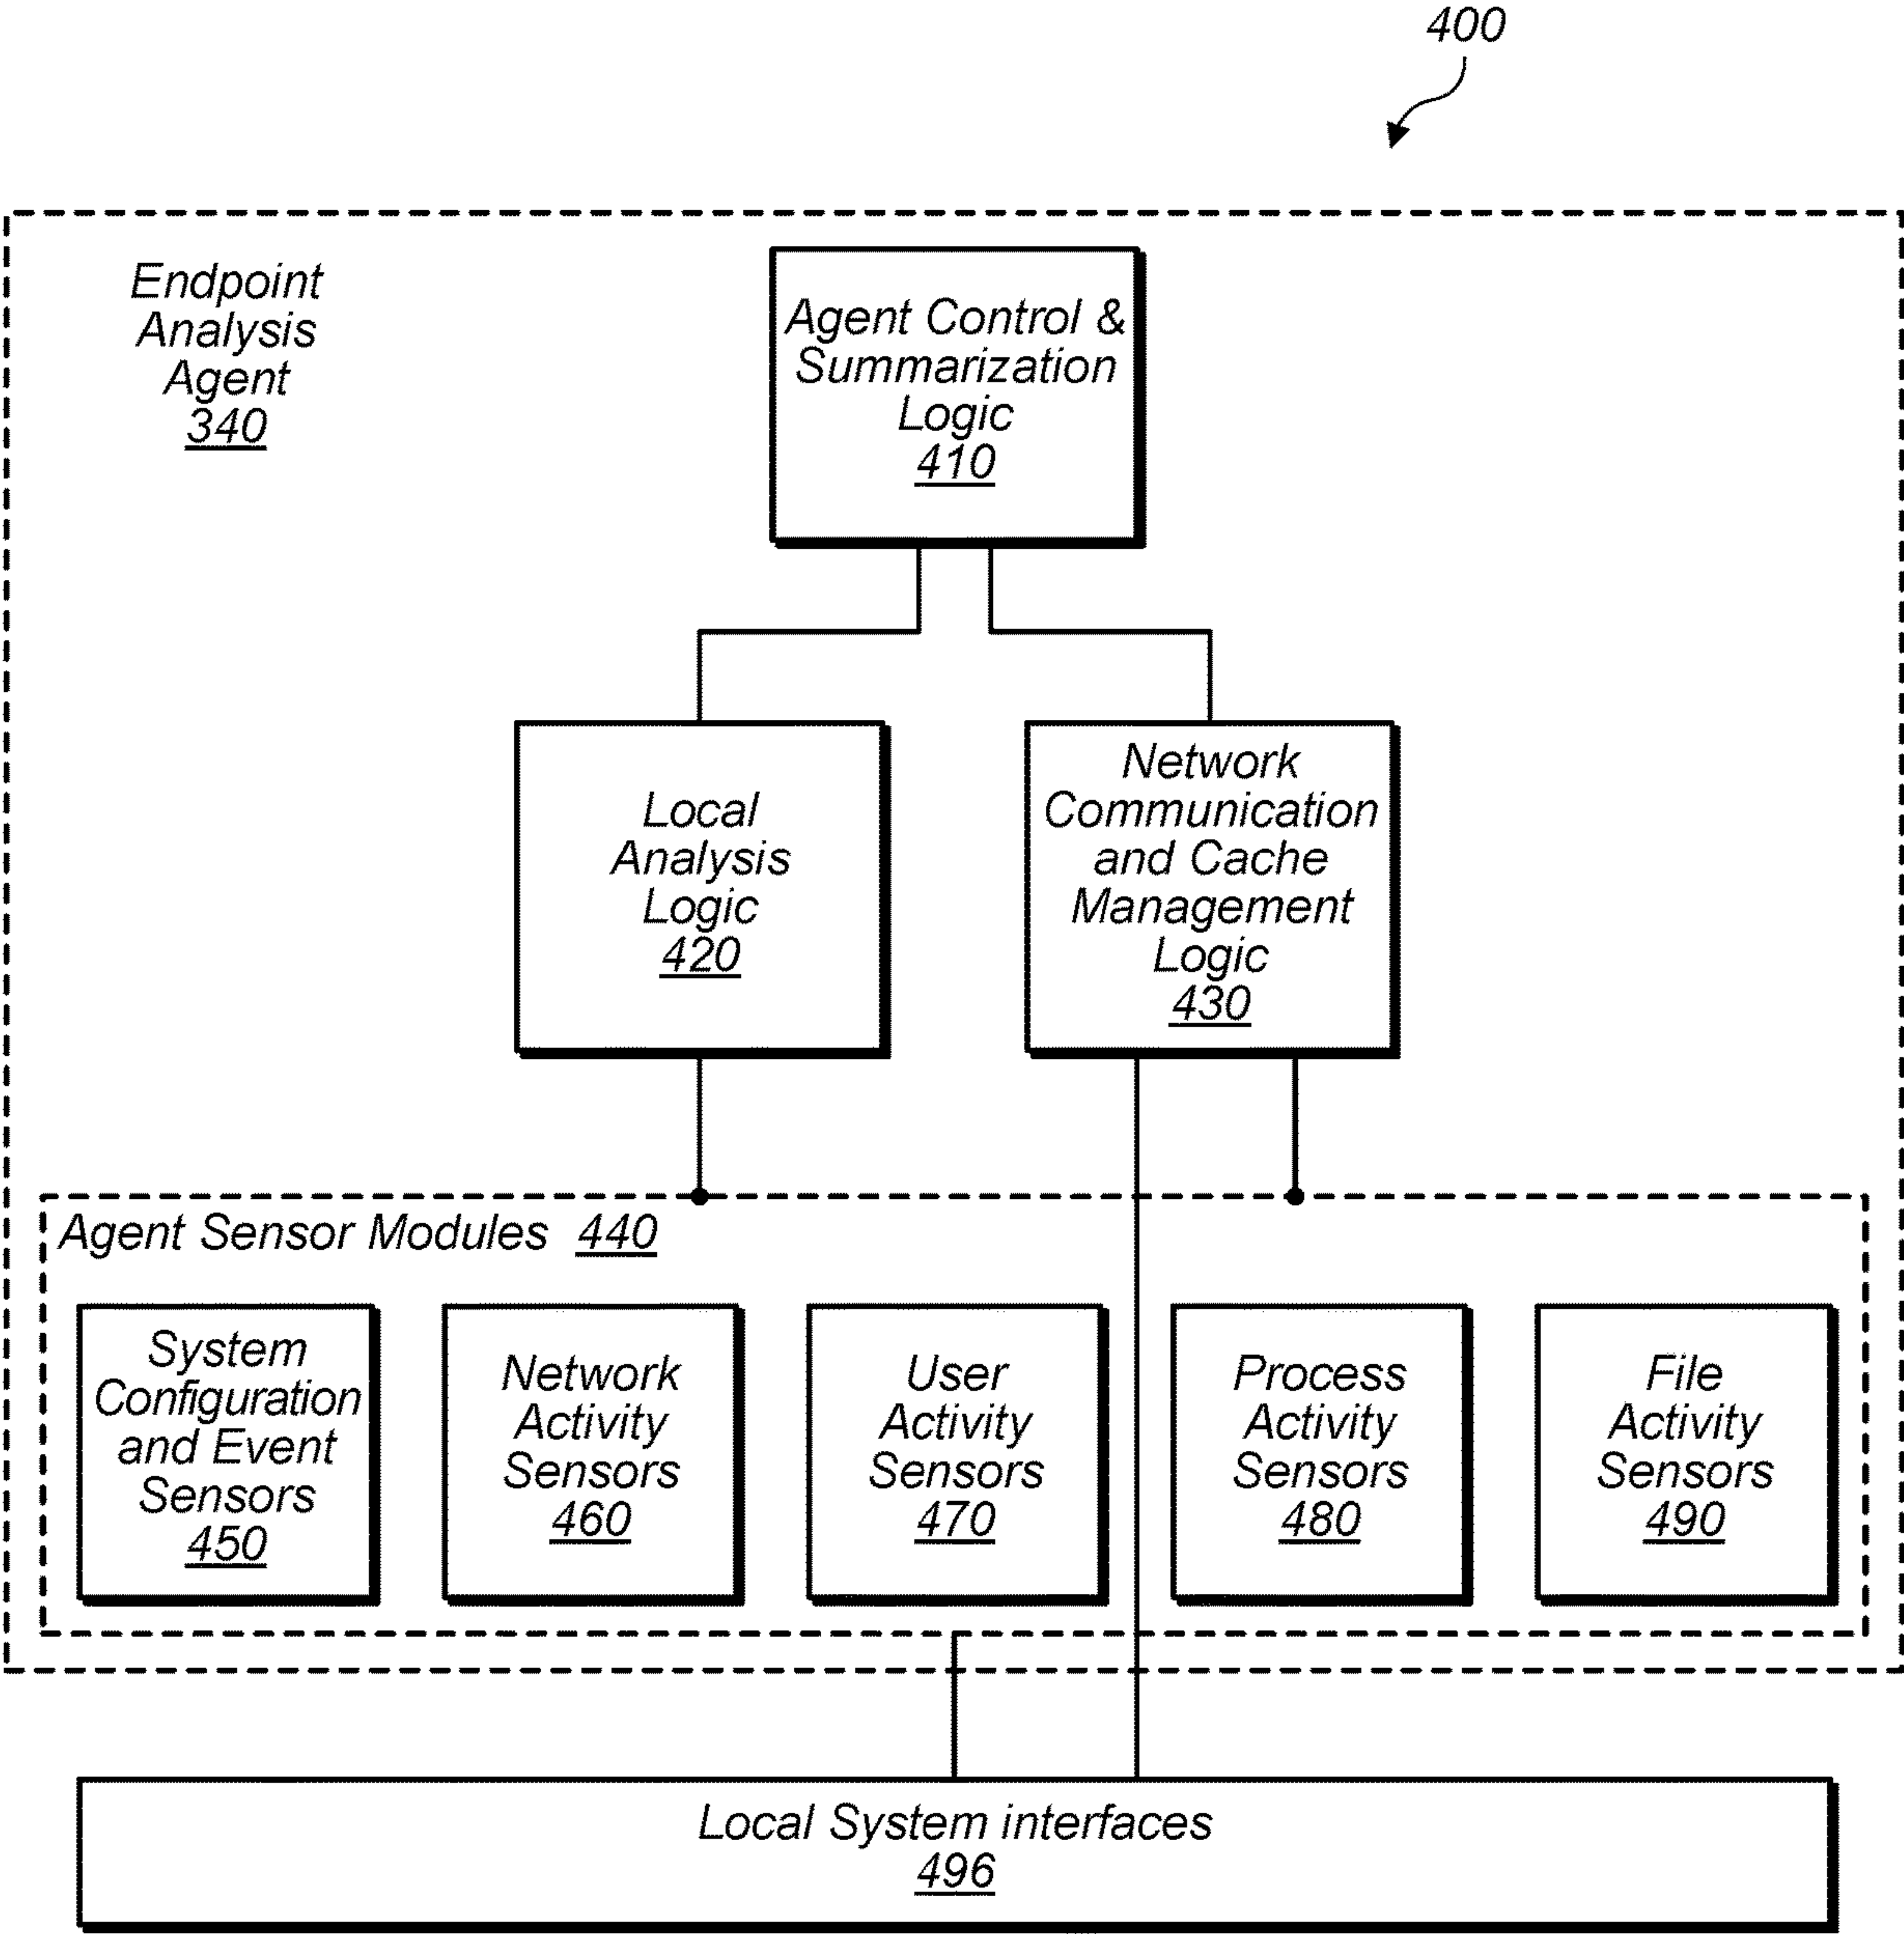 400
Endpoint
Analysis
Agent
340
Agent Control &
Summarization
Logic
410
Local
Analysis
Logic
420
Network
Communication
and Cache
Management
Logic
430
Agent Sensor Modules 440
System
Configuration
and Event
Sensors
450
Network
Activity
Sensors
460
User
Activity
Sensors
470
Process
Activity
Sensors
480
File
Activity
Sensors
490
Local System interfaces
496